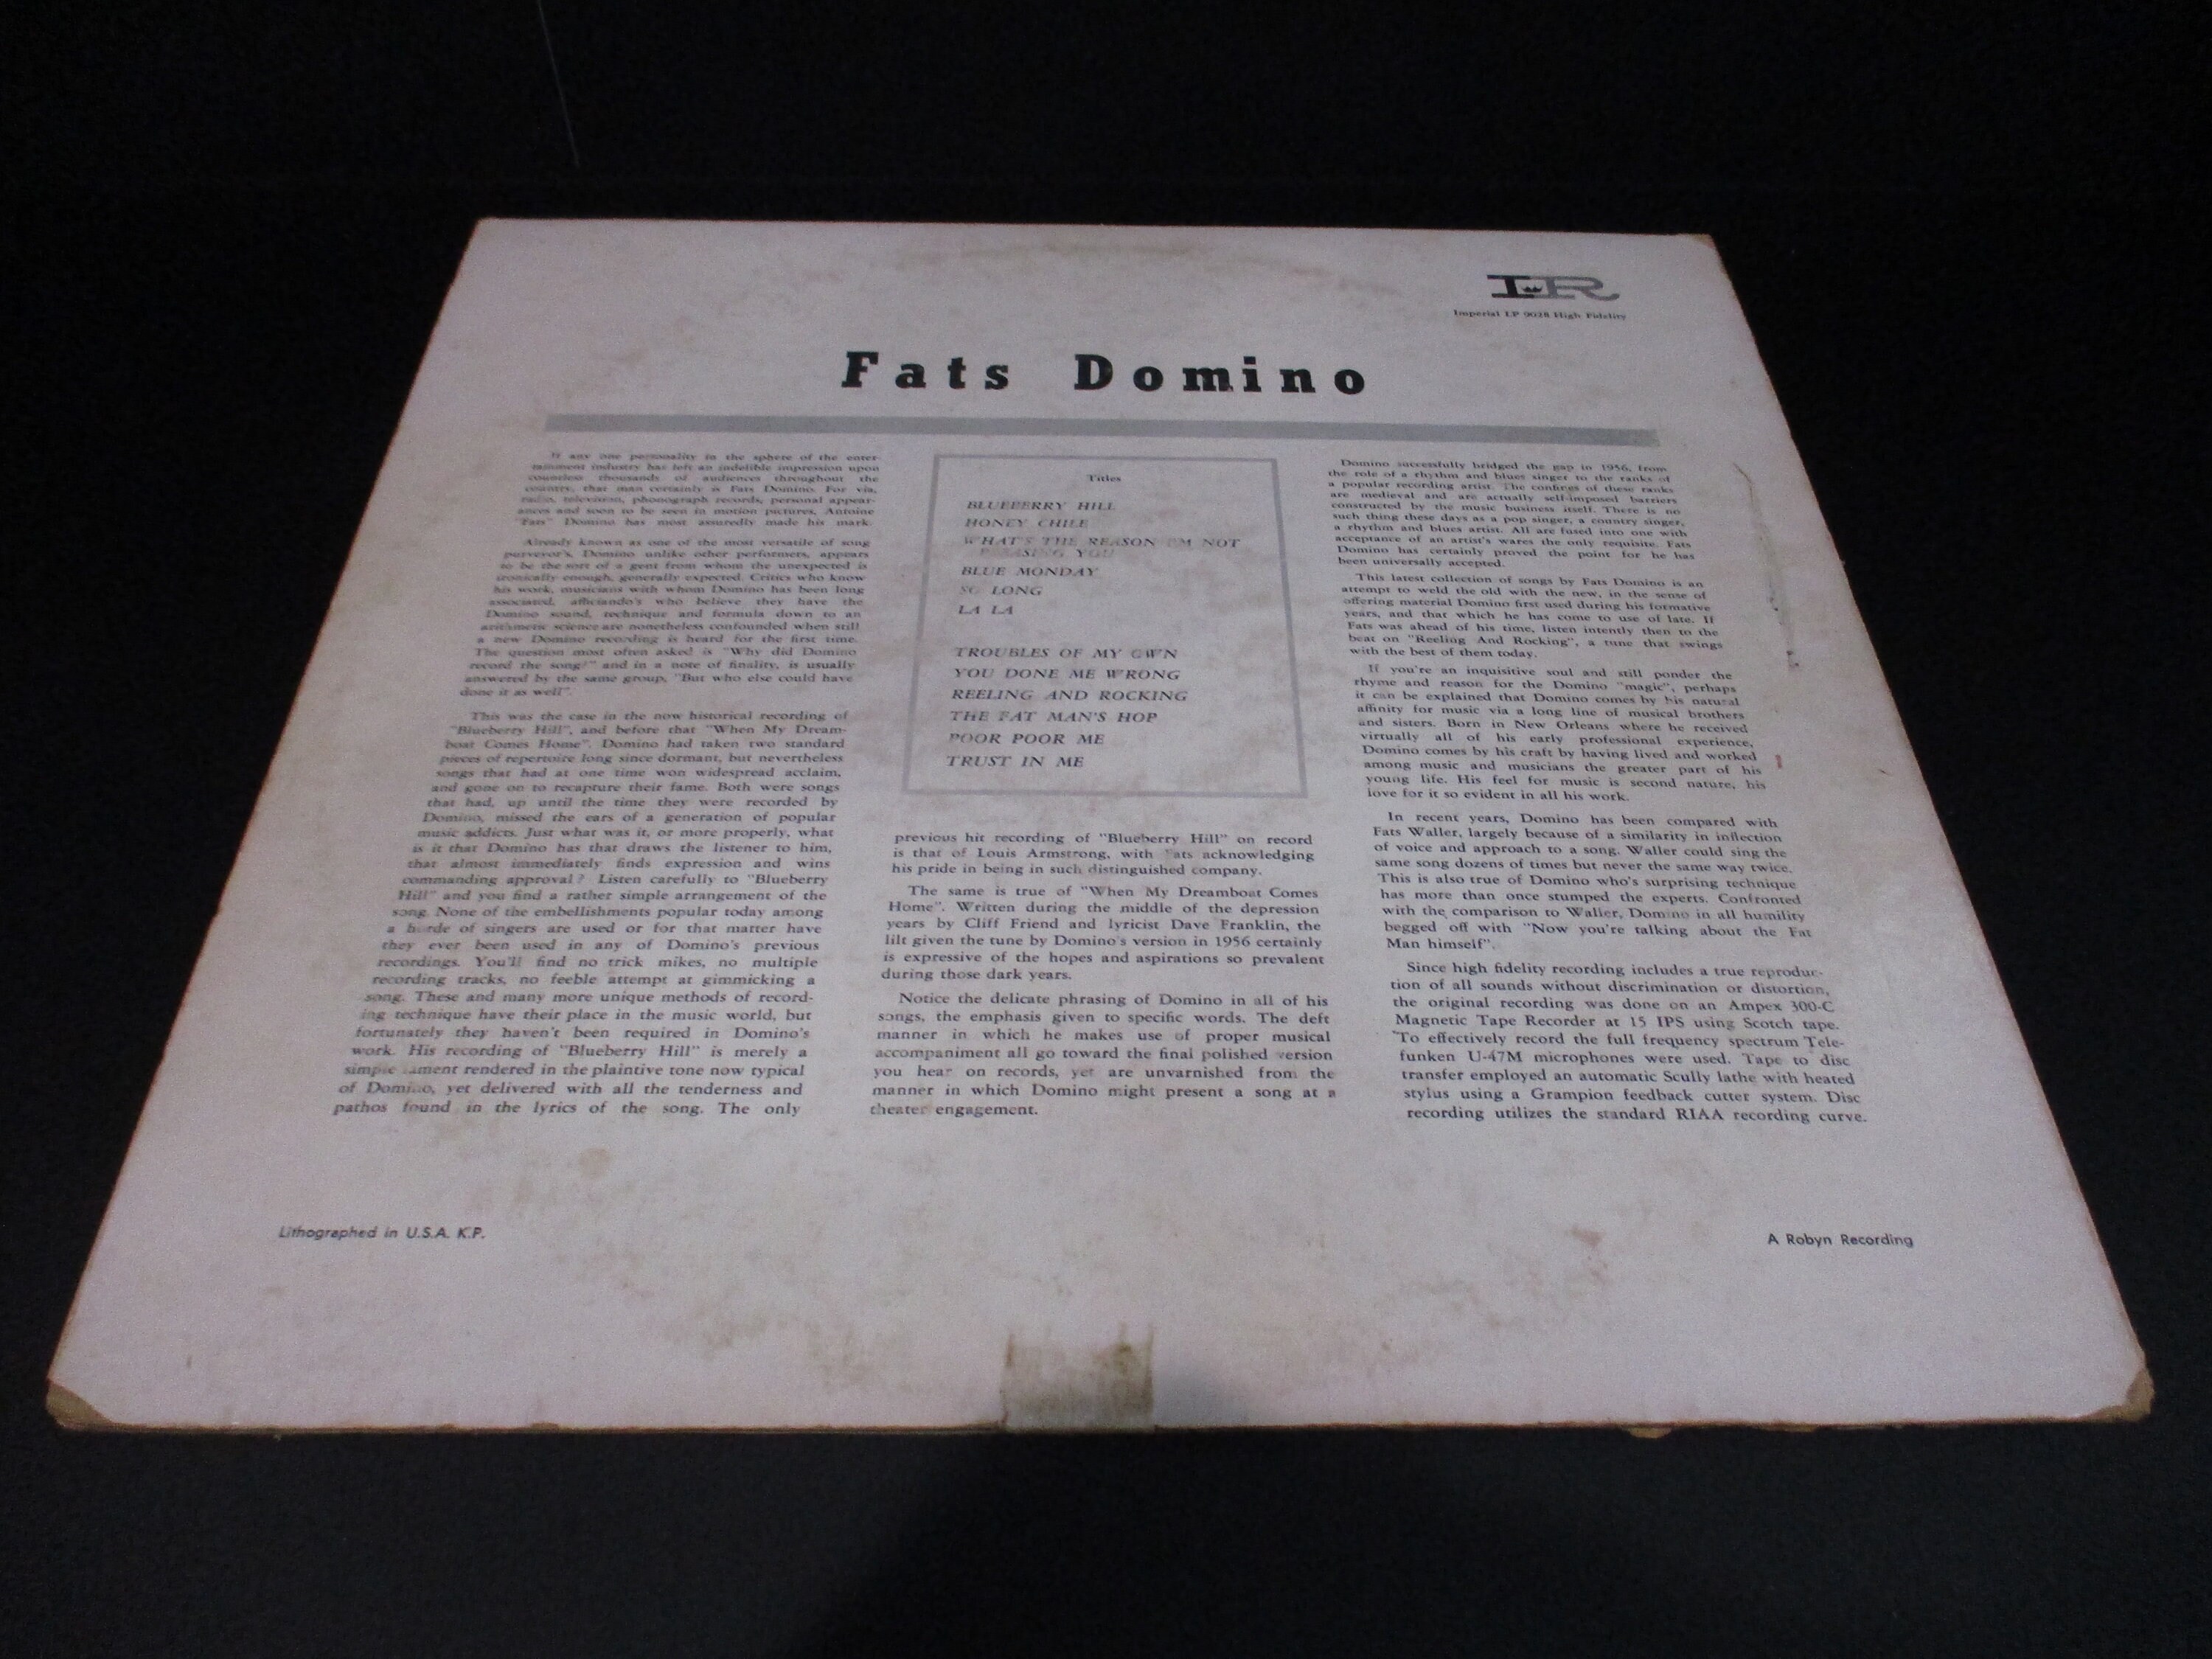 IR
Imperial LP 9028 High Fidelity
Fats Domino
If any one personality in the sphere of the enter-
tainment industry has left an indelible impression upon
countless thousands of audiences throughout the
country, that man certainly is Fats Domino. For via,
radio, television, phonograph records, personal appear-
ances and soon to be seen in motion pictures, Antoine
"Fats" Domino has most assuredly made his mark.
Already known as one of the most versatile of song
purveyor's, Domino unlike other performers, appears
to be the sort of a gent from whom the unexpected is
ironically enough, generally expected. Critics who know
his work, musicians with whom Domino has been long
associated, afficiando's who believe they have the
Domino sound, technique and formula down to an
arithmetic science are nonetheless confounded when still
a new Domino recording is heard for the first time.
The question most often asked is "Why did Domino
record the song?" and in a note of finality, is usually
answered by the same group, "But who else could have
done it as well".
This was the case in the now historical recording of
"Blueberry Hill", and before that "When My Dream-
boat Comes Home". Domino had taken two standard
pieces of repertoire long since dormant, but nevertheless
songs that had at one time won widespread acclaim,
and gone on to recapture their fame. Both were songs
that had, up until the time they were recorded by
Domino, missed the ears of a generation of popular
music addicts. Just what was it, or more properly, what
is it that Domino has that draws the listener to him,
that almost immediately finds expression and wins
commanding approval? Listen carefully to "Blueberry
Hill" and you find a rather simple arrangement of the
song. None of the embellishments popular today among
a horde of singers are used or for that matter have
they ever been used in any of Domino's previous
recordings. You'll find no trick mikes, no multiple
recording tracks, no feeble attempt at gimmicking a
song. These and many more unique methods of record-
ing technique have their place in the music world, but
fortunately they haven't been required in Domino's
work. His recording of "Blueberry Hill" is merely a
simple lament rendered in the plaintive tone now typical
of Domino, yet delivered with all the tenderness and
pathos found in the lyrics of the song. The only
Titles
BLUEBERRY HILL
HONEY CHILE
WHAT'S THE REASON I'M NOT
PLEASING YOU
BLUE MONDAY
SO LONG
LA LA
TROUBLES OF MY OWN
YOU DONE ME WRONG
REELING AND ROCKING
THE FAT MAN'S HOP
POOR POOR ME
TRUST IN ME
previous hit recording of "Blueberry Hill" on record
is that of Louis Armstrong, with Fats acknowledging
his pride in being in such distinguished company.
The same is true of "When My Dreamboat Comes
Home". Written during the middle of the depression
years by Cliff Friend and lyricist Dave Franklin, the
lilt given the tune by Domino's version in 1956 certainly
is expressive of the hopes and aspirations so prevalent
during those dark years.
Notice the delicate phrasing of Domino in all of his
songs, the emphasis given to specific words. The deft
manner in which he makes use of proper musical
accompaniment all go toward the final polished version
you hear on records, yet are unvarnished from the
manner in which Domino might present a song at a
theater engagement.
Domino successfully bridged the gap in 1956, from
the role of a rhythm and blues singer to the ranks of
a popular recording artist. The confines of these ranks
are medieval and are actually self-imposed barriers
constructed by the music business itself. There is no
such thing these days as a pop singer, a country singer,
a rhythm and blues artist. All are fused into one with
acceptance of an artist's wares the only requisite. Fats
Domino has certainly proved the point for he has
been universally accepted.
This latest collection of songs by Fats Domino is an
attempt to weld the old with the new, in the sense of
offering material Domino first used during his formative
years, and that which he has come to use of late. If
Fats was ahead of his time, listen intently then to the
beat on "Reeling And Rocking", a tune that swings
with the best of them today.
If you're an inquisitive soul and still ponder the
rhyme and reason for the Domino "magic", perhaps
it can be explained that Domino comes by his natural
affinity for music via a long line of musical brothers
and sisters. Born in New Orleans where he received
virtually all of his early professional experience,
Domino comes by his craft by having lived and worked
among music and musicians the greater part of his
young life. His feel for music is second nature, his
love for it so evident in all his work.
In recent years, Domino has been compared with
Fats Waller, largely because of a similarity in inflection
of voice and approach to a song. Waller could sing the
same song dozens of times but never the same way twice.
This is also true of Domino who's surprising technique
has more than once stumped the experts. Confronted
with the comparison to Waller, Domino in all humility
begged off with "Now you're talking about the Fat
Man himself".
Since high fidelity recording includes a true reproduc-
tion of all sounds without discrimination or distortion,
the original recording was done on an Ampex 300-C
Magnetic Tape Recorder at 15 IPS using Scotch tape.
To effectively record the full frequency spectrum Tele-
funken U-47M microphones were used. Tape to disc
transfer employed an automatic Scully lathe with heated
stylus using a Grampion feedback cutter system. Disc
recording utilizes the standard RIAA recording curve.
Lithographed in U.S.A. K.P.
A Robyn Recording